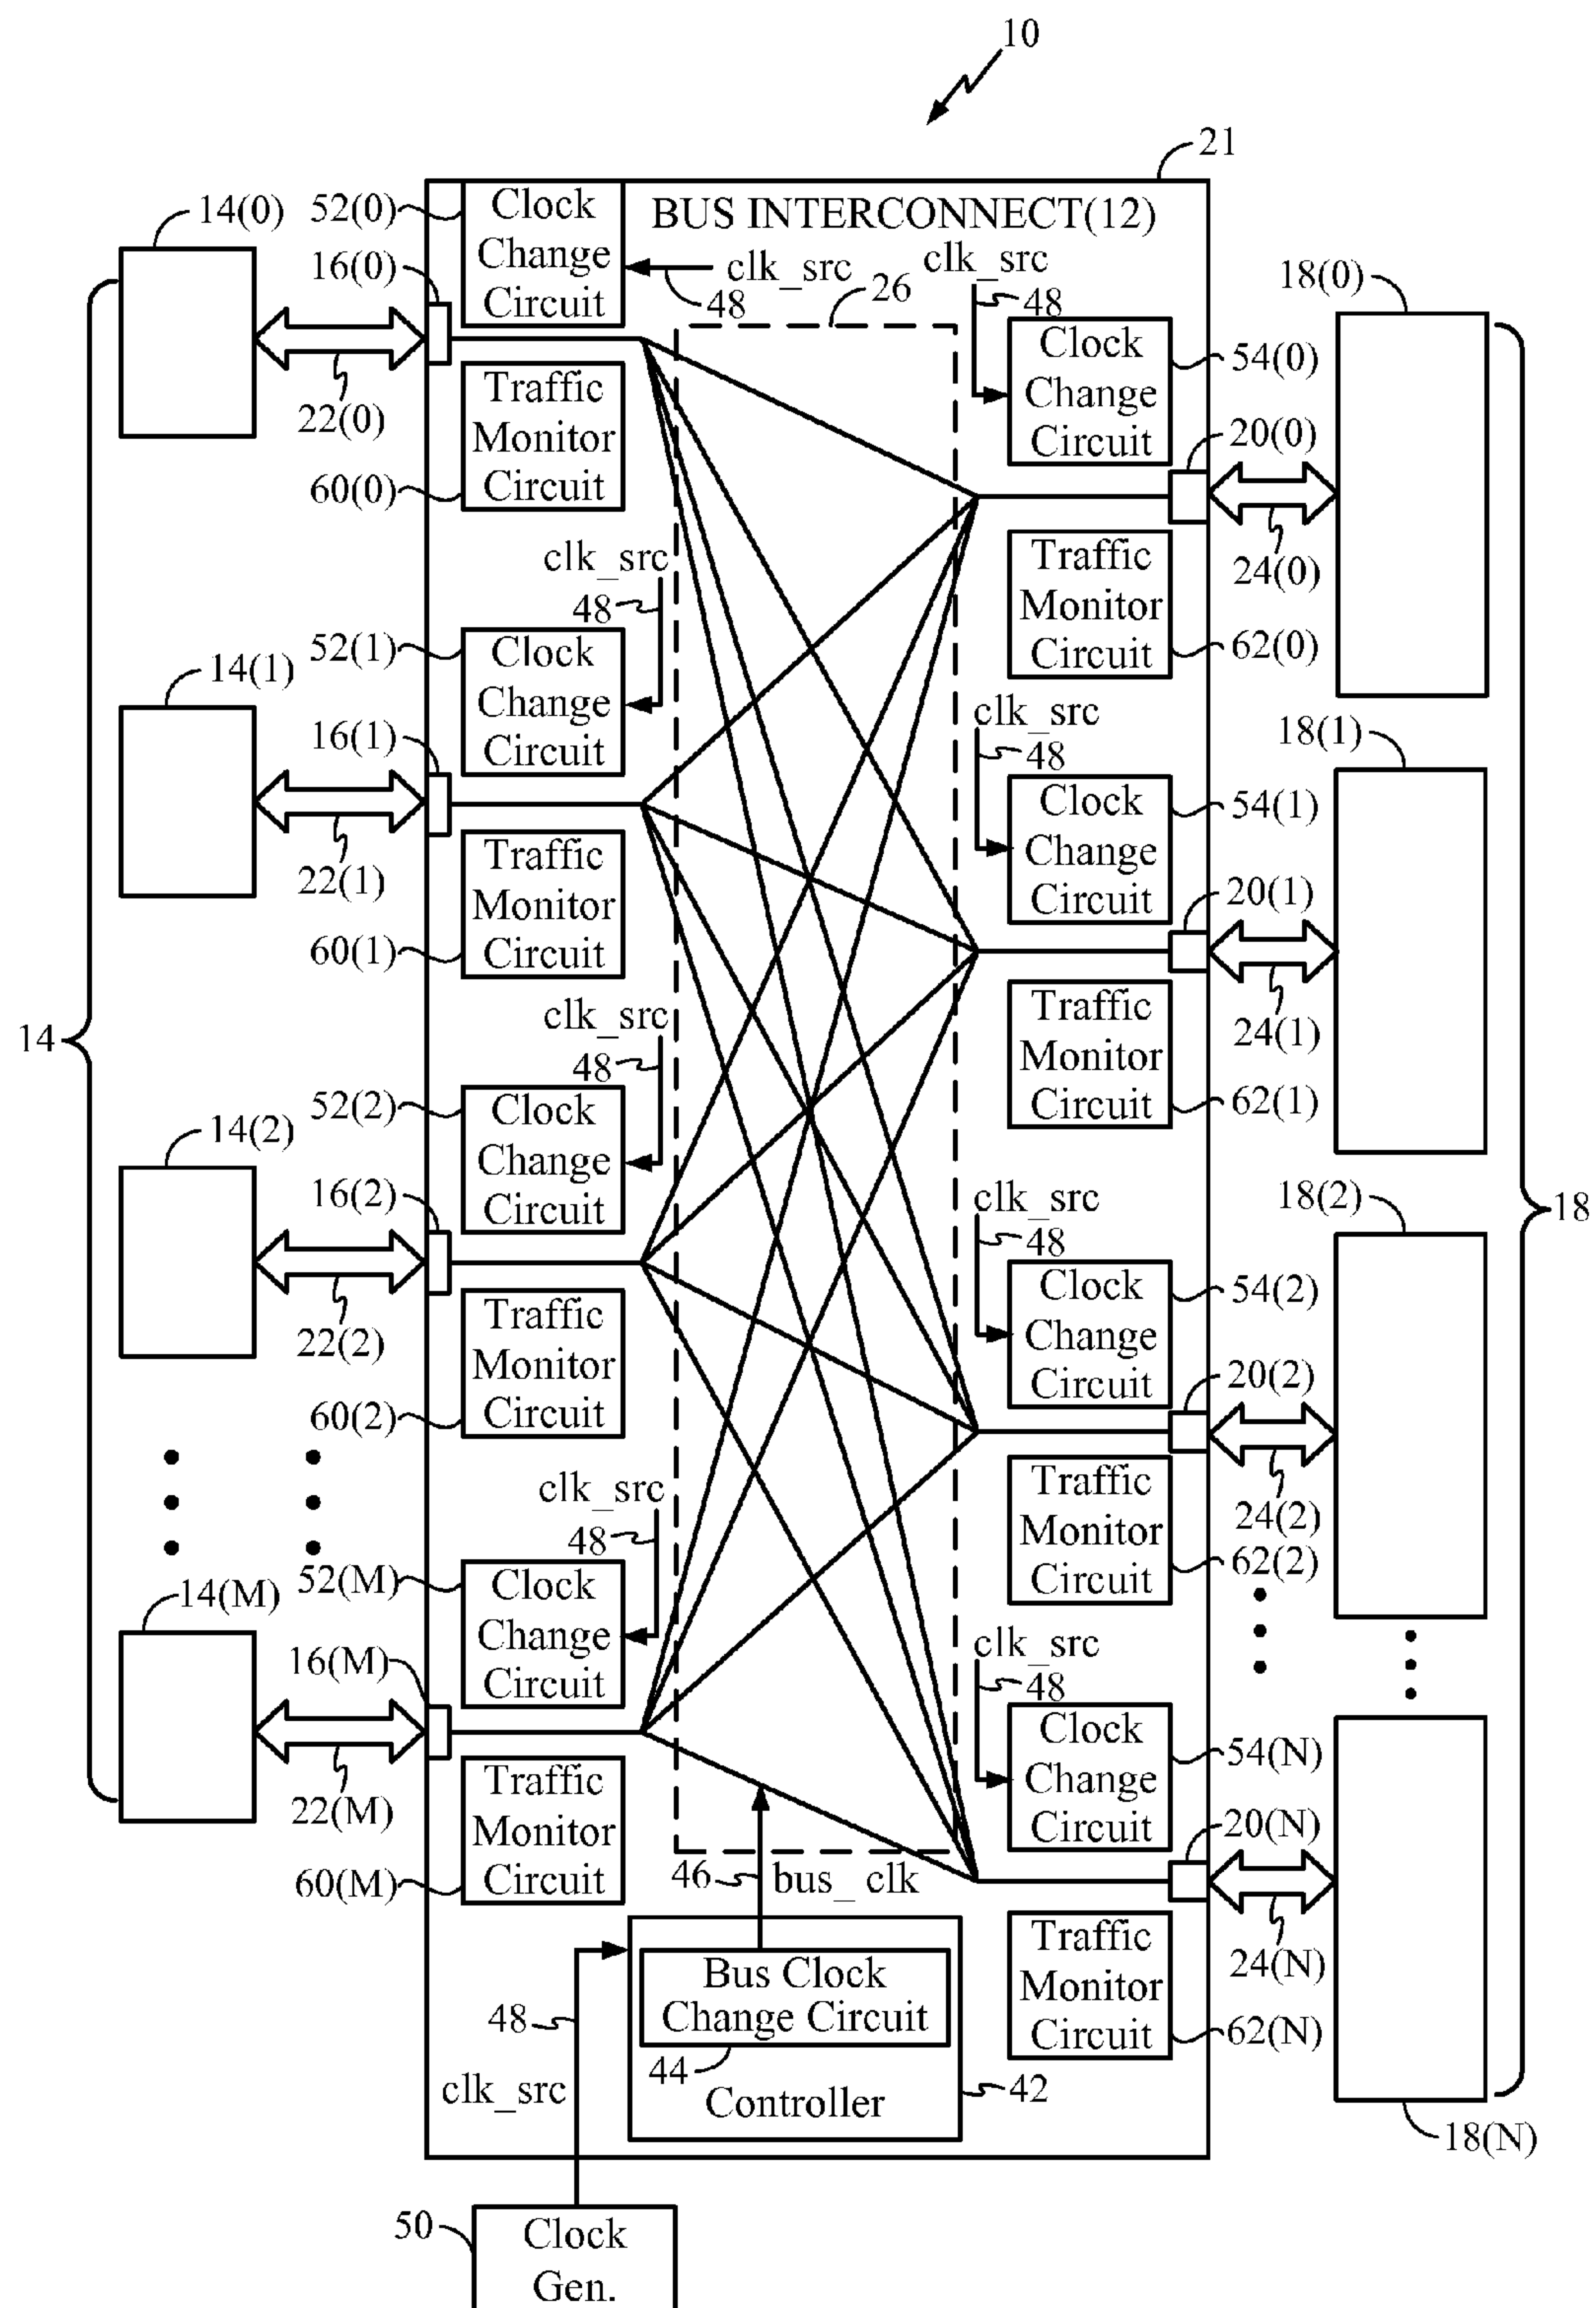 10
21
BUS INTERCONNECT(12)
52(0)
Clock
Change
Circuit
14(0)
16(0)
clk_src
48
clk_src
48
26
18(0)
22(0)
Traffic
Monitor
Circuit
60(0)
Clock
Change
Circuit
54(0)
20(0)
24(0)
Traffic
Monitor
Circuit
62(0)
clk_src
48
52(1)
Clock
Change
Circuit
14(1)
16(1)
22(1)
Traffic
Monitor
Circuit
60(1)
clk_src
48
18(1)
Clock
Change
Circuit
54(1)
20(1)
24(1)
Traffic
Monitor
Circuit
62(1)
14
clk_src
48
52(2)
Clock
Change
Circuit
14(2)
16(2)
22(2)
Traffic
Monitor
Circuit
60(2)
clk_src
48
18(2)
18
Clock
Change
Circuit
54(2)
20(2)
24(2)
Traffic
Monitor
Circuit
62(2)
clk_src
48
52(M)
Clock
Change
Circuit
14(M)
16(M)
22(M)
Traffic
Monitor
Circuit
60(M)
clk_src
48
Clock
Change
Circuit
54(N)
20(N)
24(N)
Traffic
Monitor
Circuit
62(N)
18(N)
46
bus_ clk
Bus Clock
Change Circuit
44
Controller
42
48
clk_src
50
Clock
Gen.